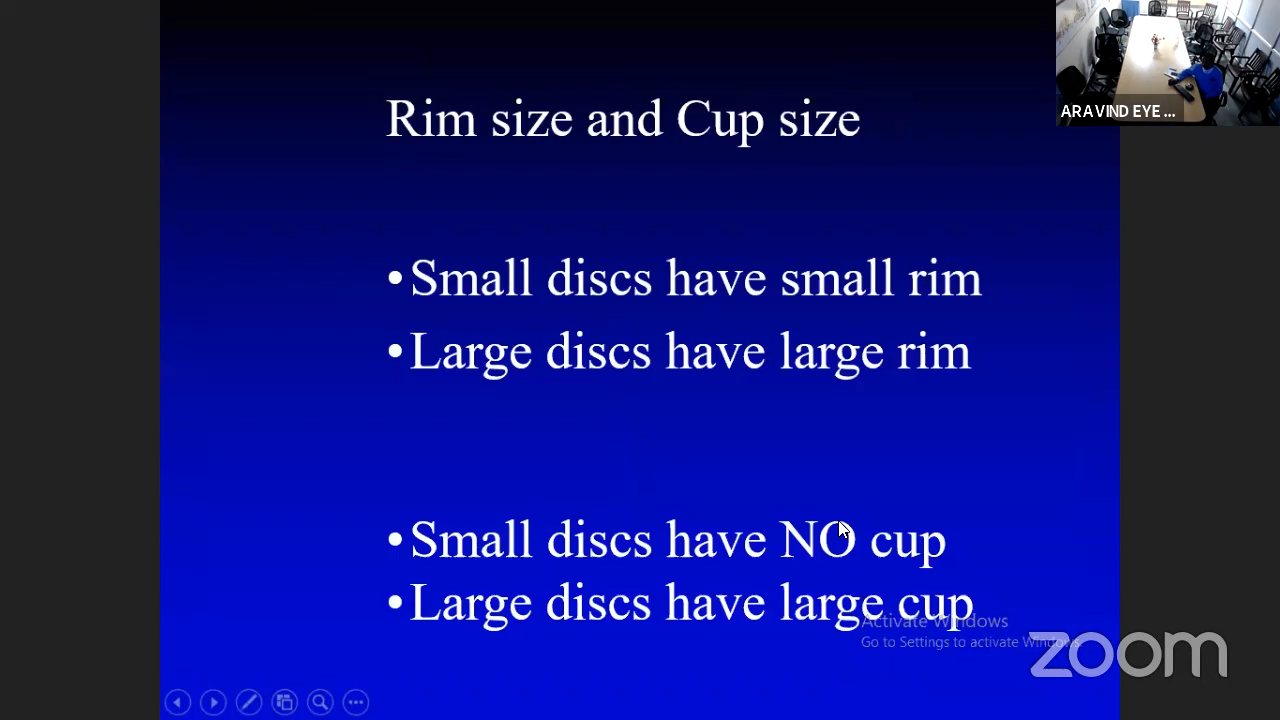 Rim size and Cup size
ARAVIND EYE ...
•Small discs have small rim
•Large discs have large rim
•Small discs have NO cup
•Large discs have large cup
Activate Windows
Go to Settings to activate Windows.
zoom